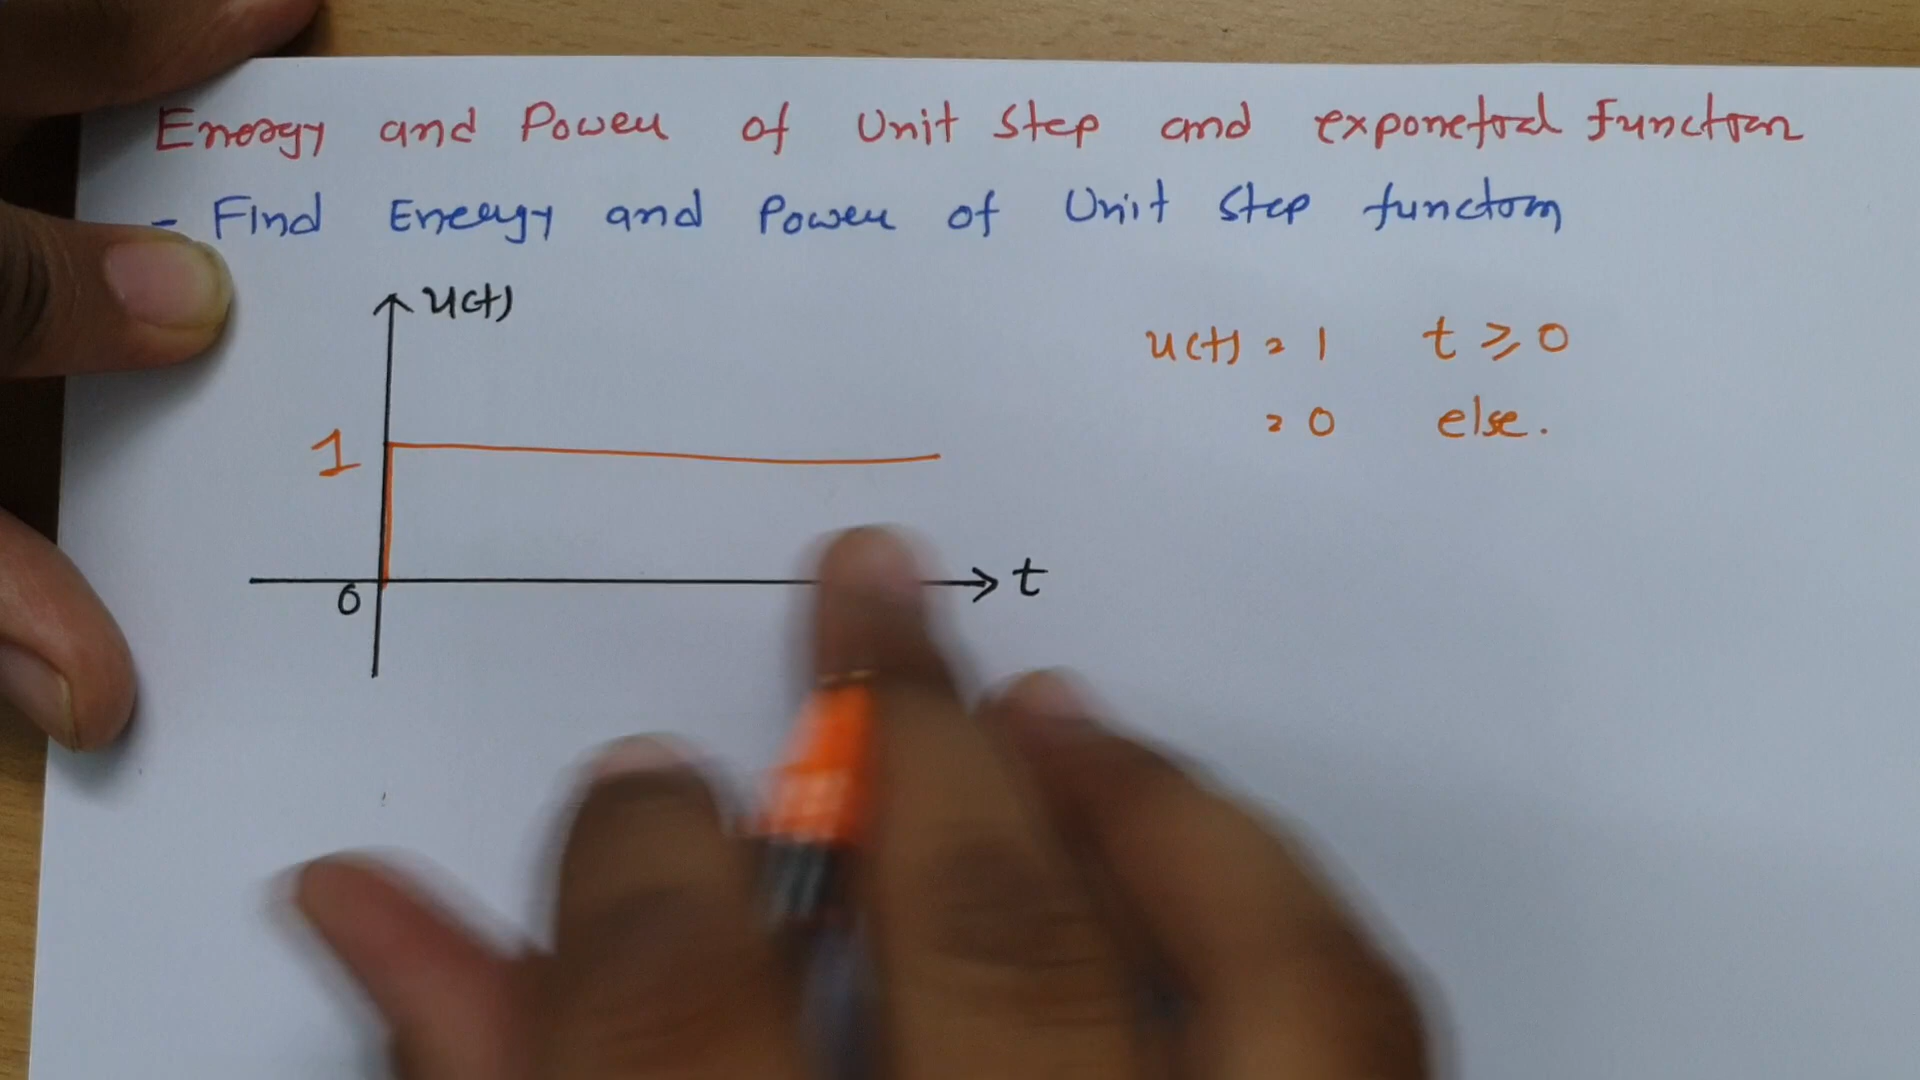 Energy and Power of Unit Step and exponetial function
- Find Energy and Power of Unit Step function
u(t)
u(t) = 1 t ≥ 0
= 0 else.
1
0
t